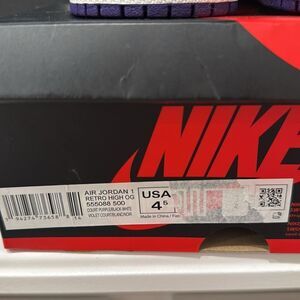 NIKE
AIR JORDAN 1
RETRO HIGH OG
555088 500
COURT PURPLE/BLACK WHITE
VIOLET COURT/BLANC/NOIR
USA
4.5
Made in China / Fab